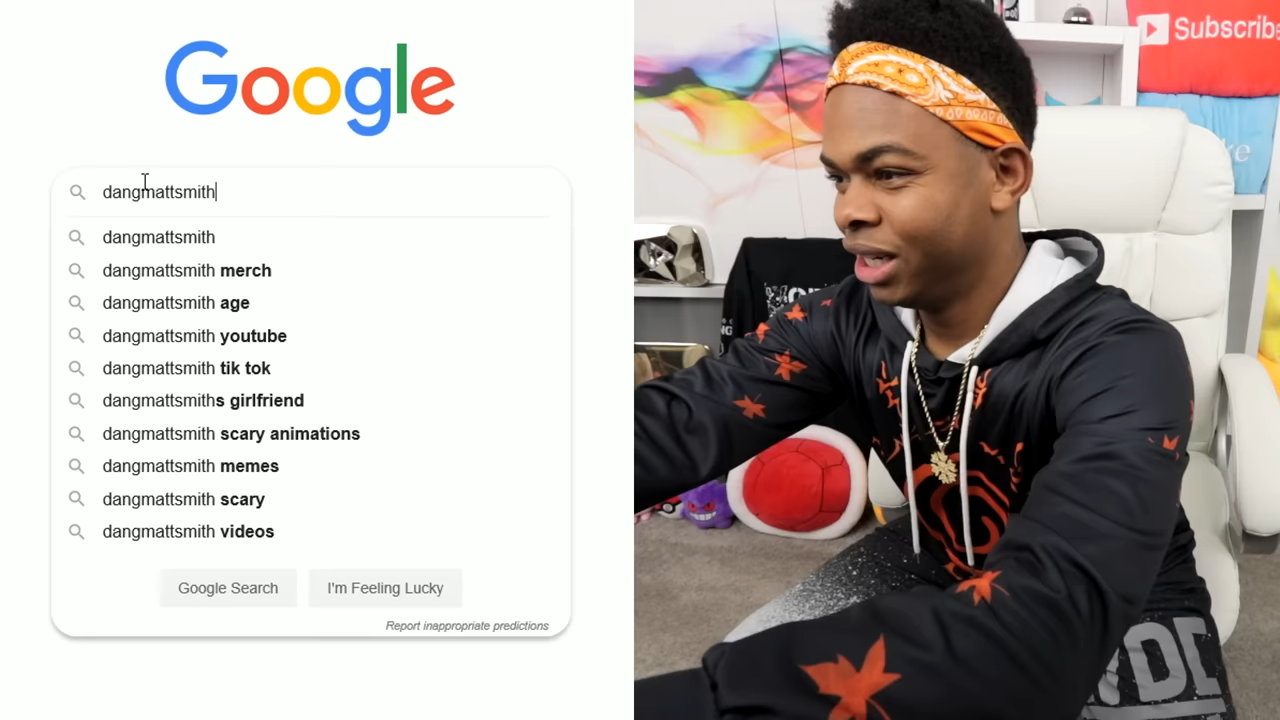 Google
dangmattsmith
dangmattsmith
dangmattsmith merch
dangmattsmith age
dangmattsmith youtube
dangmattsmith tik tok
dangmattsmiths girlfriend
dangmattsmith scary animations
dangmattsmith memes
dangmattsmith scary
dangmattsmith videos
Google Search
I'm Feeling Lucky
Report inappropriate predictions
Subscribe